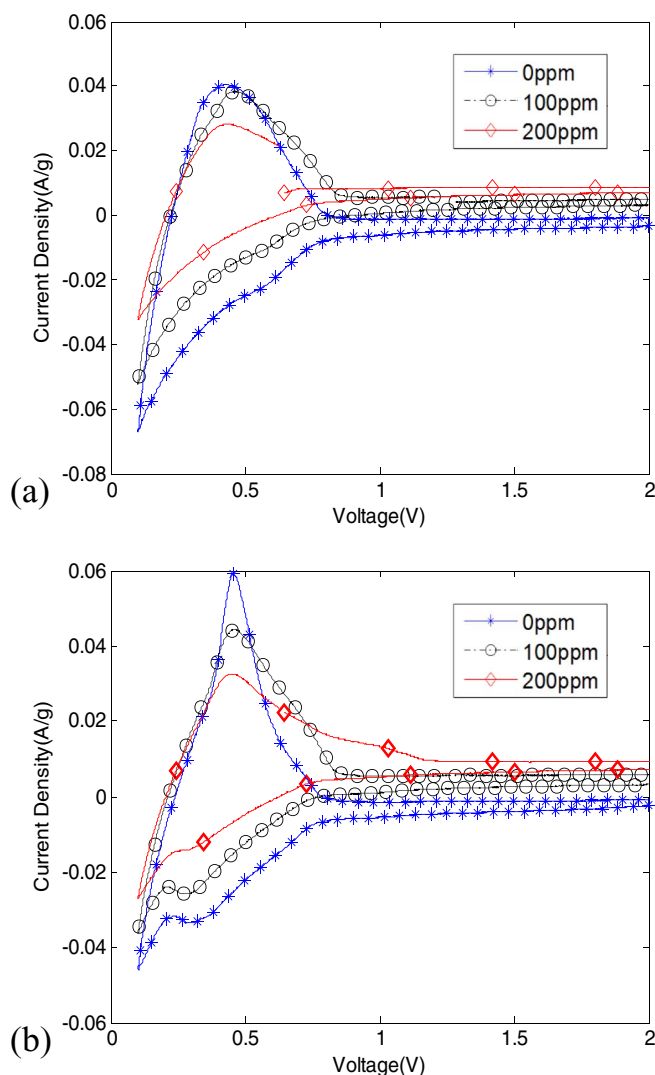 0.06
0.04
0.02
0
-0.02
-0.04
-0.06
-0.08
Current Density(A/g)
0ppm
100ppm
200ppm
0 0.5 1 1.5 2
Voltage(V)
(a)
0.06
0.04
0.02
0
-0.02
-0.04
-0.06
Current Density(A/g)
0ppm
100ppm
200ppm
0 0.5 1 1.5 2
Voltage(V)
(b)